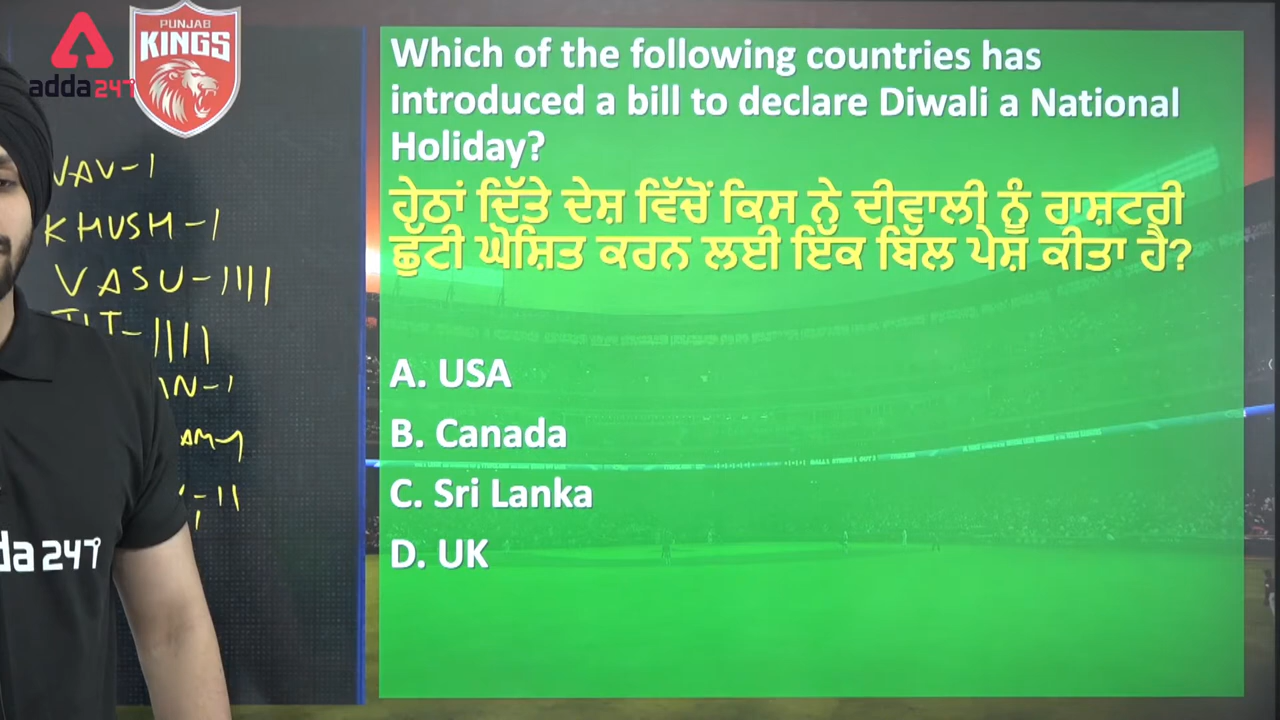 adda247
PUNJAB
KINGS
KHUSH-1
VASU-||||
Which of the following countries has
introduced a bill to declare Diwali a National
Holiday?
ਹੇਠਾਂ ਦਿੱਤੇ ਦੇਸ਼ ਵਿੱਚੋਂ ਕਿਸ ਨੇ ਦੀਵਾਲੀ ਨੂੰ ਰਾਸ਼ਟਰੀ
ਛੁੱਟੀ ਘੋਸ਼ਿਤ ਕਰਨ ਲਈ ਇੱਕ ਬਿੱਲ ਪੇਸ਼ ਕੀਤਾ ਹੈ?
A. USA
B. Canada
C. Sri Lanka
D. UK
da 247